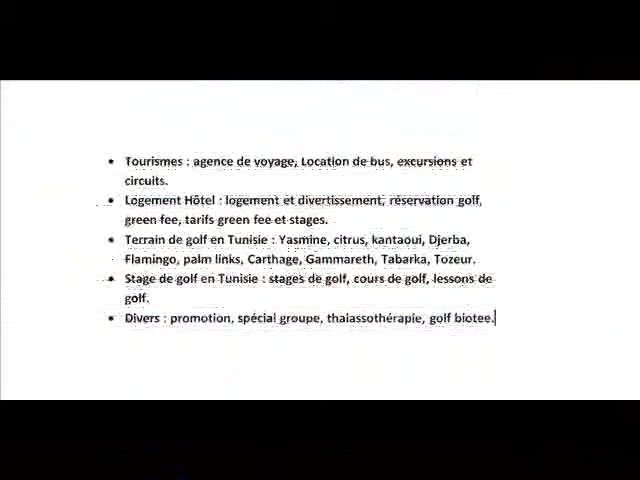 • Tourismes : agence de voyage, Location de bus, excursions et
circuits.
• Logement Hôtel : logement et divertissement, réservation golf,
green fee, tarifs green fee et stages.
• Terrain de golf en Tunisie : Yasmine, citrus, kantaoui, Djerba,
Flamingo, palm links, Carthage, Gammareth, Tabarka, Tozeur.
• Stage de golf en Tunisie : stages de golf, cours de golf, lessons de
golf.
• Divers : promotion, spécial groupe, thalassothérapie, golf biotee.